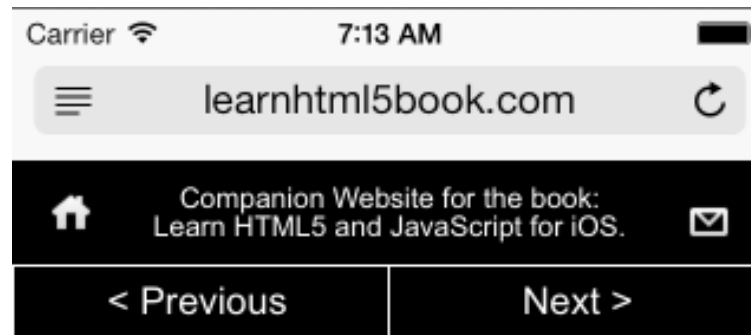 Carrier 7:13 AM
learnhtml5book.com
Companion Website for the book:
Learn HTML5 and JavaScript for iOS.
< Previous Next >